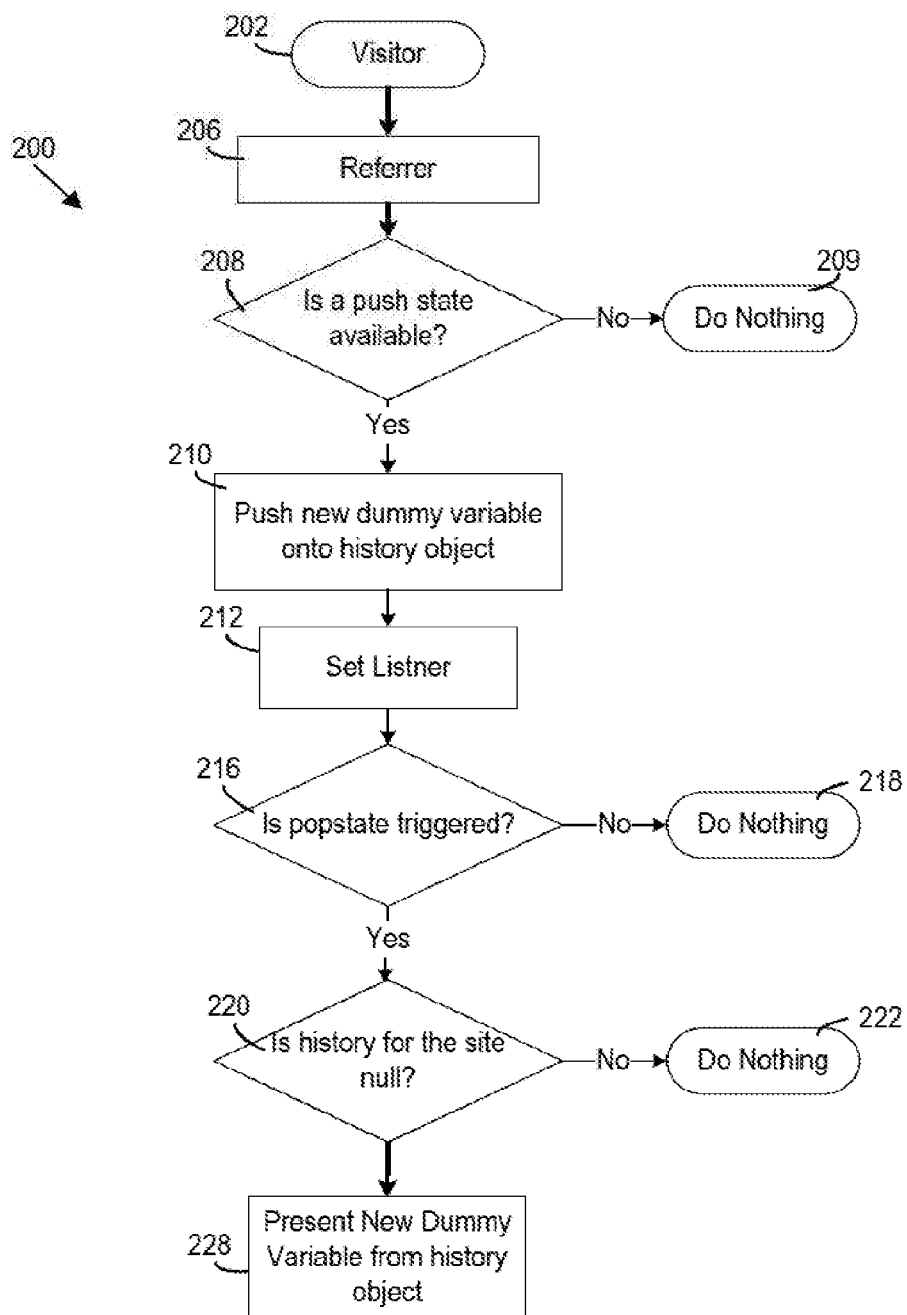 202
Visitor
206
Referrer
200
208
Is a push state
available?
No
209
Do Nothing
Yes
210
Push new dummy variable
onto history object
212
Set Listner
216
Is popstate triggered?
No
218
Do Nothing
Yes
220
Is history for the site
null?
No
222
Do Nothing
228
Present New Dummy
Variable from history
object